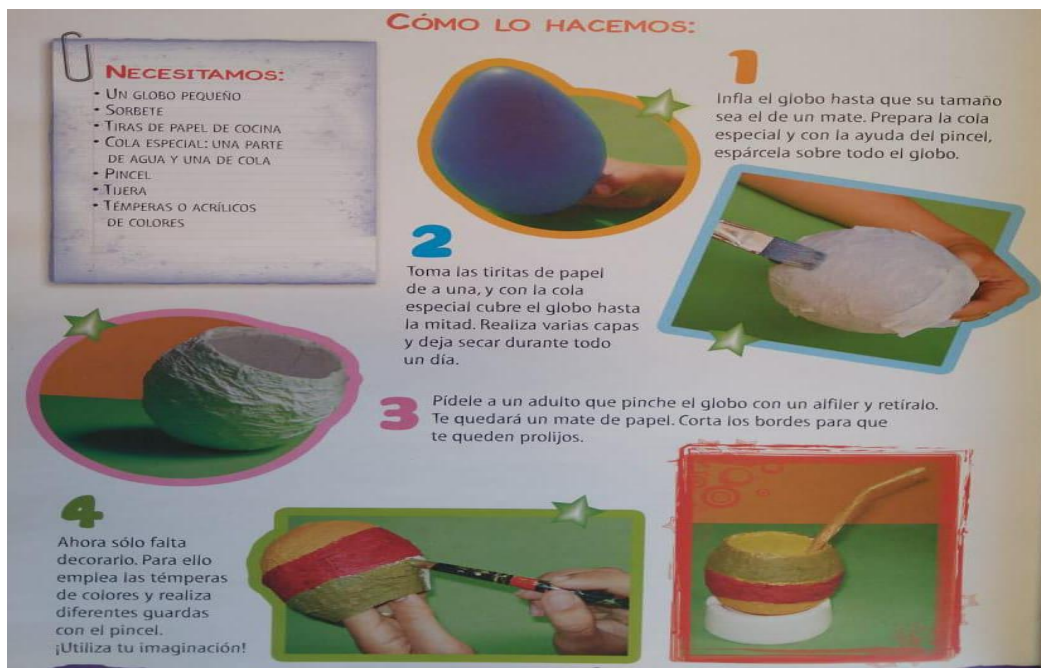 CÓMO LO HACEMOS:
NECESITAMOS:
• UN GLOBO PEQUEÑO
• SORBETE
• TIRAS DE PAPEL DE COCINA
• COLA ESPECIAL: UNA PARTE
DE AGUA Y UNA DE COLA
• PINCEL
• TIJERA
• TÉMPERAS O ACRÍLICOS
DE COLORES
1
Infla el globo hasta que su tamaño
sea el de un mate. Prepara la cola
especial y con la ayuda del pincel,
espárcela sobre todo el globo.
2
Toma las tiritas de papel
de a una, y con la cola
especial cubre el globo hasta
la mitad. Realiza varias capas
y deja secar durante todo
un día.
3
Pídele a un adulto que pinche el globo con un alfiler y retíralo.
Te quedará un mate de papel. Corta los bordes para que
te queden prolijos.
4
Ahora sólo falta
decorarlo. Para ello
emplea las témperas
de colores y realiza
diferentes guardas
con el pincel.
¡Utiliza tu imaginación!